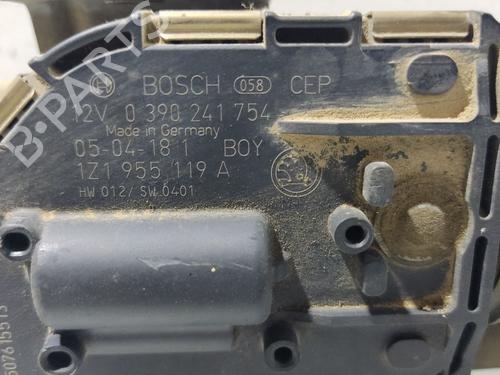 BOSCH 058 CEP
12V 0 390 241 754
Made in Germany
05-04-18 1 BOY
1Z1 955 119 A
HW 012/ SW 0401
B-PARTS